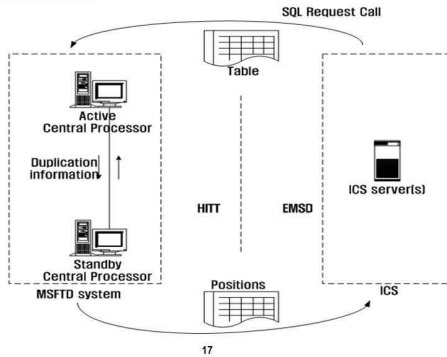 SQL Request Call
Table
Active
Central Processor
Duplication
information
ICS server(s)
HITT
EMSD
Standby
Central Processor
MSFTD system
Positions
ICS
17